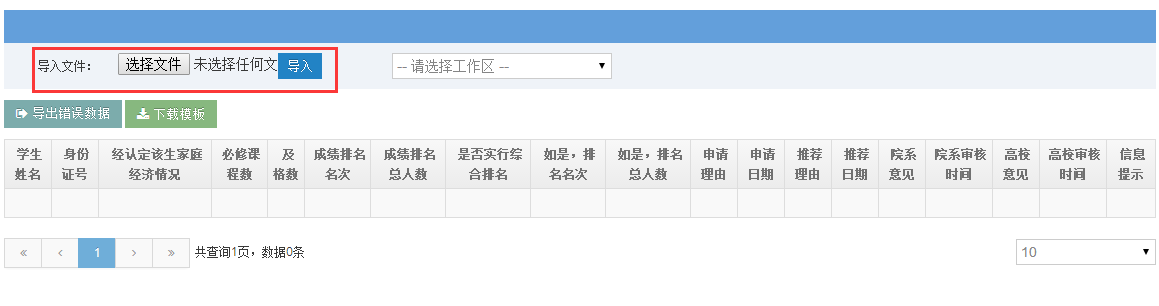 导入文件： 选择文件 未选择任何文 导入 -- 请选择工作区 --
导出错误数据 下载模板
学生姓名 身份证号 经认定该生家庭经济情况 必修课程数 及格数 成绩排名名次 成绩排名总人数 是否实行综合排名 如是，排名名次 如是，排名总人数 申请理由 申请日期 推荐理由 推荐日期 院系意见 院系审核时间 高校意见 高校审核时间 信息提示
« ‹ 1 › » 共查询1页，数据0条 10